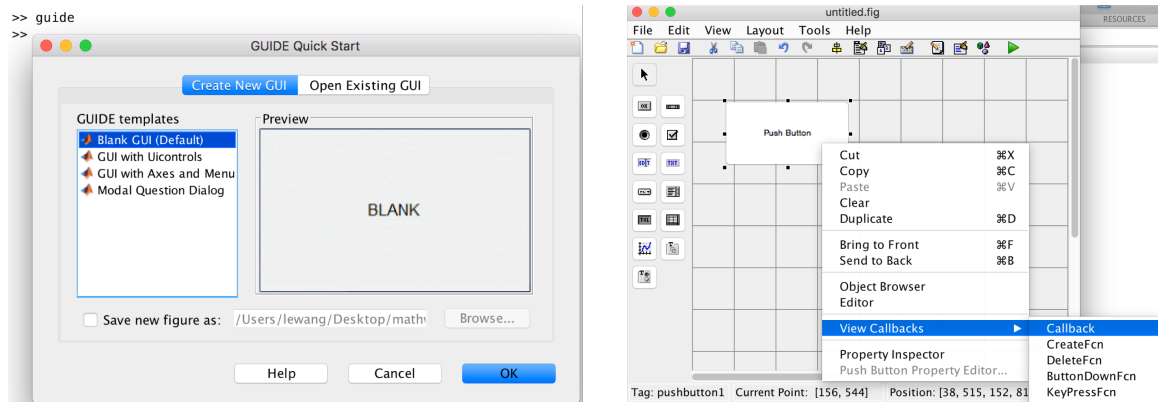 >> guide
>>
GUIDE Quick Start
Create New GUI Open Existing GUI
GUIDE templates
Blank GUI (Default)
GUI with Uicontrols
GUI with Axes and Menu
Modal Question Dialog
Preview
BLANK
Save new figure as: /Users/lewang/Desktop/math Browse...
Help Cancel OK
untitled.fig
RESOURCES
File Edit View Layout Tools Help
OK
EDIT TXT
Push Button
Cut ⌘X
Copy ⌘C
Paste ⌘V
Clear
Duplicate ⌘D
Bring to Front ⌘F
Send to Back ⌘B
Object Browser
Editor
View Callbacks
Property Inspector
Push Button Property Editor...
Callback
CreateFcn
DeleteFcn
ButtonDownFcn
KeyPressFcn
Tag: pushbutton1 Current Point: [156, 544] Position: [38, 515, 152, 81